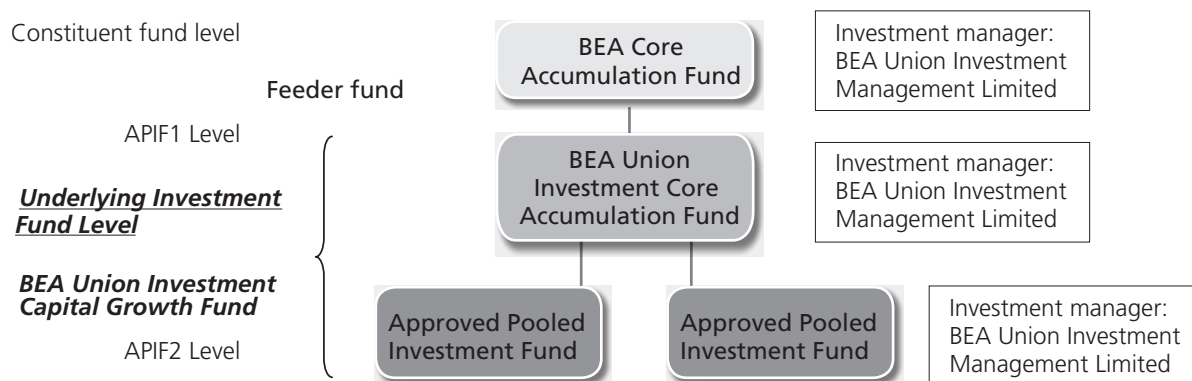 Constituent fund level
BEA Core
Accumulation Fund
Investment manager:
BEA Union Investment
Management Limited
Feeder fund
APIF1 Level
BEA Union
Investment Core
Accumulation Fund
Investment manager:
BEA Union Investment
Management Limited
Underlying Investment
Fund Level
BEA Union Investment
Capital Growth Fund
APIF2 Level
Approved Pooled
Investment Fund
Approved Pooled
Investment Fund
Investment manager:
BEA Union Investment
Management Limited